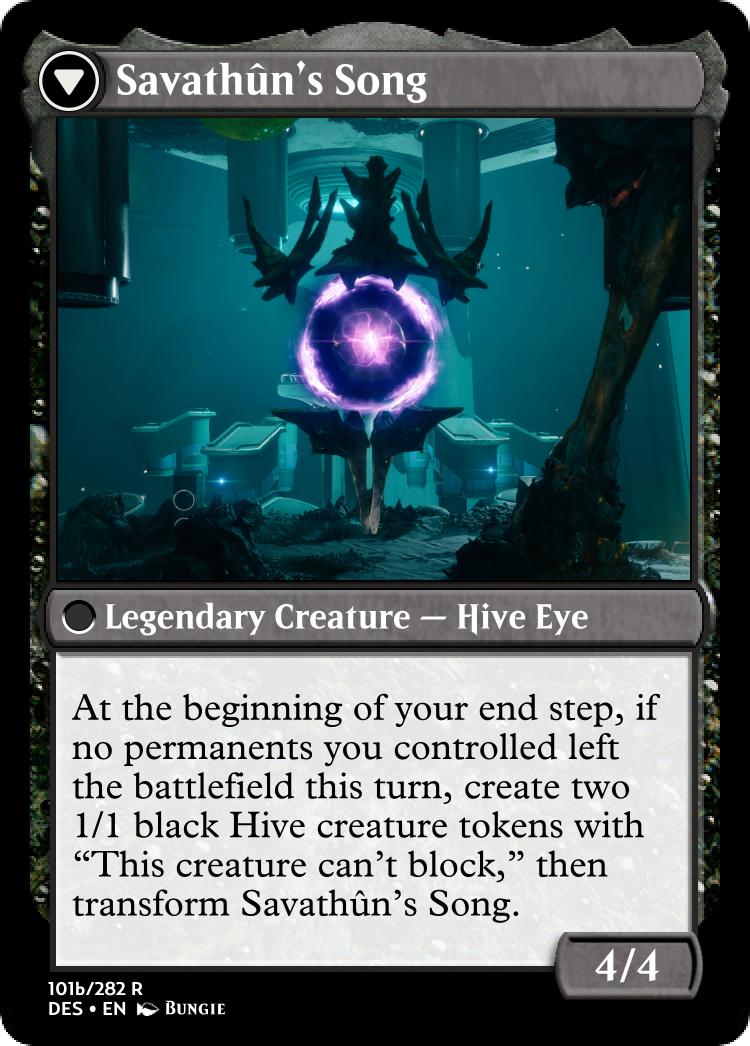 Savathûn's Song
Legendary Creature — Hive Eye
At the beginning of your end step, if
no permanents you controlled left
the battlefield this turn, create two
1/1 black Hive creature tokens with
“This creature can't block,” then
transform Savathûn's Song.
4/4
101b/282 R
DES • EN Bungie